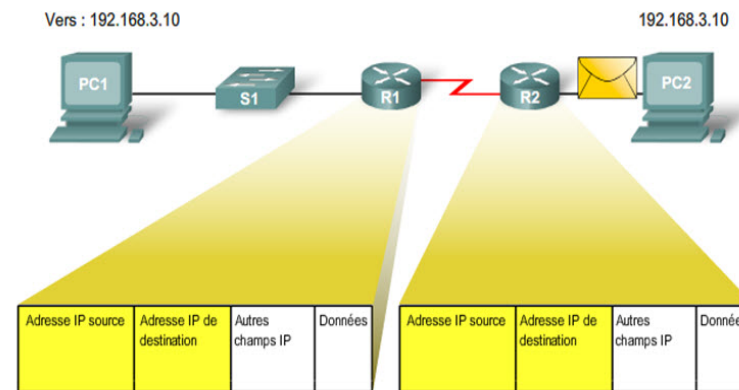 Vers : 192.168.3.10
192.168.3.10
PC1
S1
R1
R2
PC2
Adresse IP source
Adresse IP de
destination
Autres
champs IP
Données
Adresse IP source
Adresse IP de
destination
Autres
champs IP
Donnée